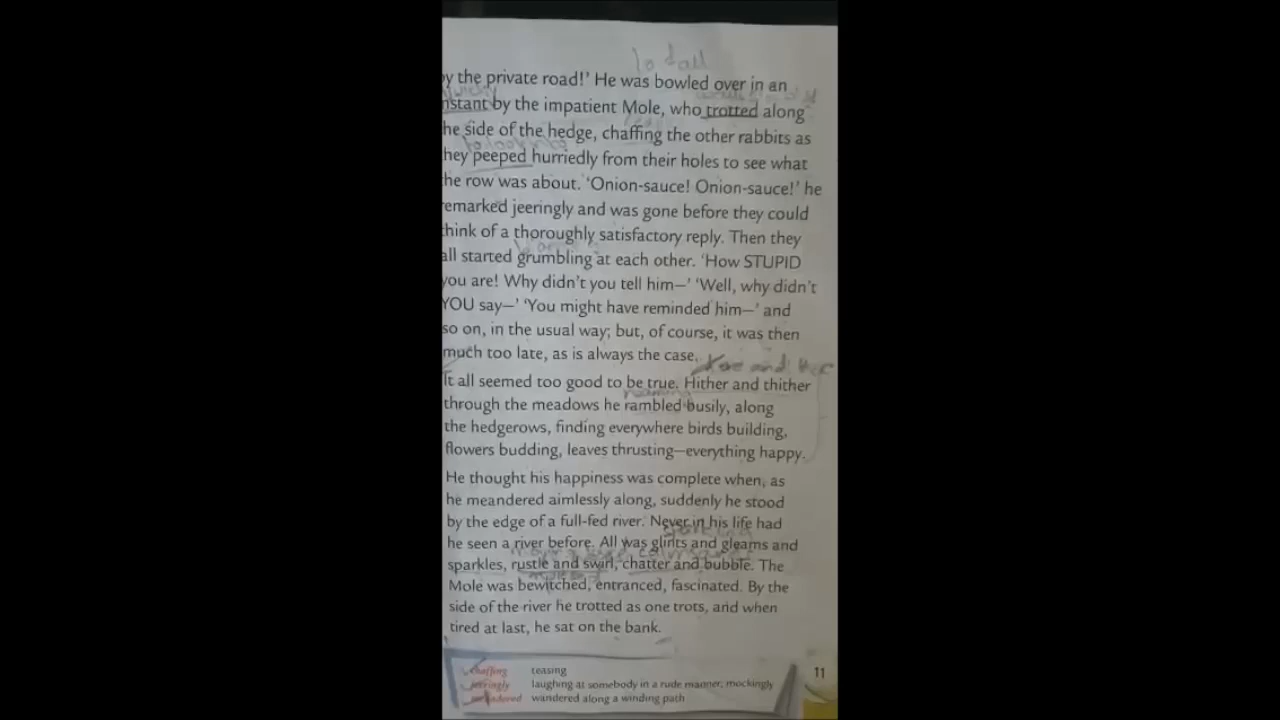 to fall
y the private road!' He was bowled over in an
nstant by the impatient Mole, who trotted along
he side of the hedge, chaffing the other rabbits as
hey peeped hurriedly from their holes to see what
he row was about. 'Onion-sauce! Onion-sauce!' he
emarked jeeringly and was gone before they could
hink of a thoroughly satisfactory reply. Then they
all started grumbling at each other. 'How STUPID
you are! Why didn't you tell him—' 'Well, why didn't
YOU say—' 'You might have reminded him—' and
so on, in the usual way; but, of course, it was then
much too late, as is always the case.
It all seemed too good to be true. Hither and thither
through the meadows he rambled busily, along
the hedgerows, finding everywhere birds building,
flowers budding, leaves thrusting—everything happy.
He thought his happiness was complete when, as
he meandered aimlessly along, suddenly he stood
by the edge of a full-fed river. Never in his life had
he seen a river before. All was glints and gleams and
sparkles, rustle and swirl, chatter and bubble. The
Mole was bewitched, entranced, fascinated. By the
side of the river he trotted as one trots, and when
tired at last, he sat on the bank.
chaffing teasing
jeeringly laughing at somebody in a rude manner; mockingly
meandered wandered along a winding path
11